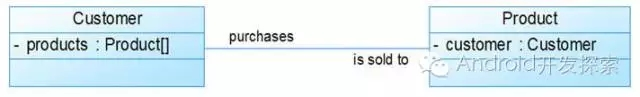 Customer
- products : Product[]
purchases
is sold to
Product
- customer : Customer
Android开发探索